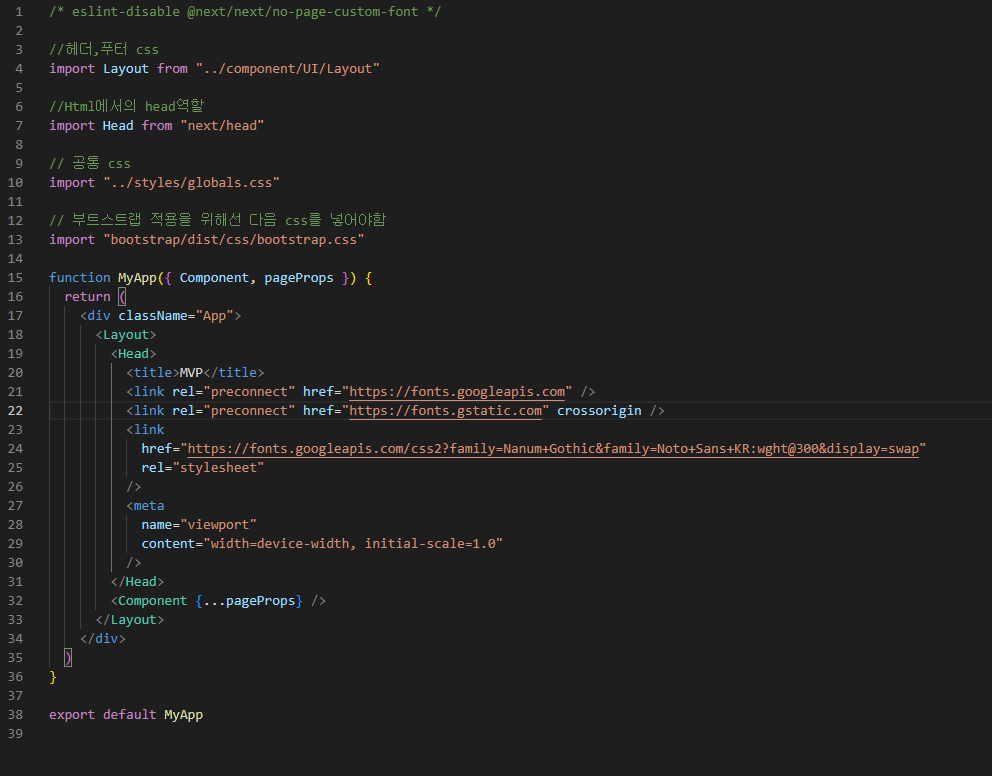 1 /* eslint-disable @next/next/no-page-custom-font */
2
3 //헤더,푸터 css
4 import Layout from "../component/UI/Layout"
5
6 //Html에서의 head역할
7 import Head from "next/head"
8
9 // 공통 css
10 import "../styles/globals.css"
11
12 // 부트스트랩 적용을 위해선 다음 css를 넣어야함
13 import "bootstrap/dist/css/bootstrap.css"
14
15 function MyApp({ Component, pageProps }) {
16 return (
17 <div className="App">
18 <Layout>
19 <Head>
20 <title>MVP</title>
21 <link rel="preconnect" href="https://fonts.googleapis.com" />
22 <link rel="preconnect" href="https://fonts.gstatic.com" crossorigin />
23 <link
24 href="https://fonts.googleapis.com/css2?family=Nanum+Gothic&family=Noto+Sans+KR:wght@300&display=swap"
25 rel="stylesheet"
26 />
27 <meta
28 name="viewport"
29 content="width=device-width, initial-scale=1.0"
30 />
31 </Head>
32 <Component {...pageProps} />
33 </Layout>
34 </div>
35 )
36 }
37
38 export default MyApp
39